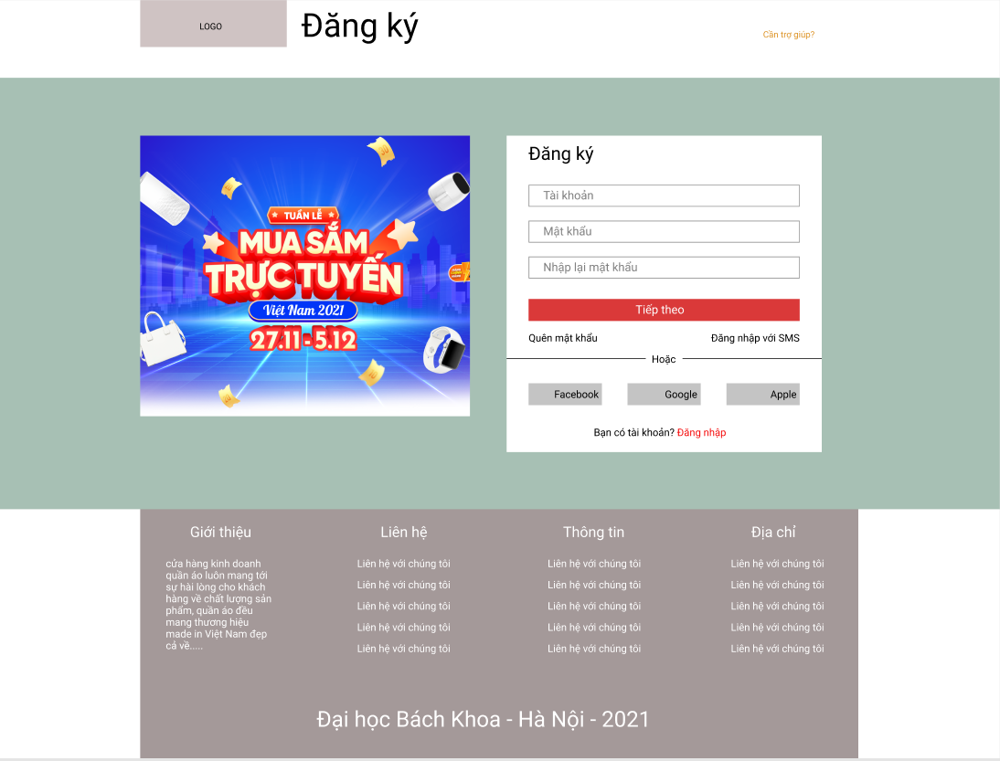 LOGO
Đăng ký
Cần trợ giúp?
TUẦN LỄ
MUA SẮM
TRỰC TUYẾN
Việt Nam 2021
27.11 - 5.12
Đăng ký
Tài khoản
Mật khẩu
Nhập lại mật khẩu
Tiếp theo
Quên mật khẩu
Đăng nhập với SMS
Hoặc
Facebook
Google
Apple
Bạn có tài khoản? Đăng nhập
Giới thiệu
cửa hàng kinh doanh
quần áo luôn mang tới
sự hài lòng cho khách
hàng về chất lượng sản
phẩm, quần áo đều
mang thương hiệu
made in Việt Nam đẹp
cả về.....
Liên hệ
Liên hệ với chúng tôi
Liên hệ với chúng tôi
Liên hệ với chúng tôi
Liên hệ với chúng tôi
Liên hệ với chúng tôi
Thông tin
Liên hệ với chúng tôi
Liên hệ với chúng tôi
Liên hệ với chúng tôi
Liên hệ với chúng tôi
Liên hệ với chúng tôi
Địa chỉ
Liên hệ với chúng tôi
Liên hệ với chúng tôi
Liên hệ với chúng tôi
Liên hệ với chúng tôi
Liên hệ với chúng tôi
Đại học Bách Khoa - Hà Nội - 2021